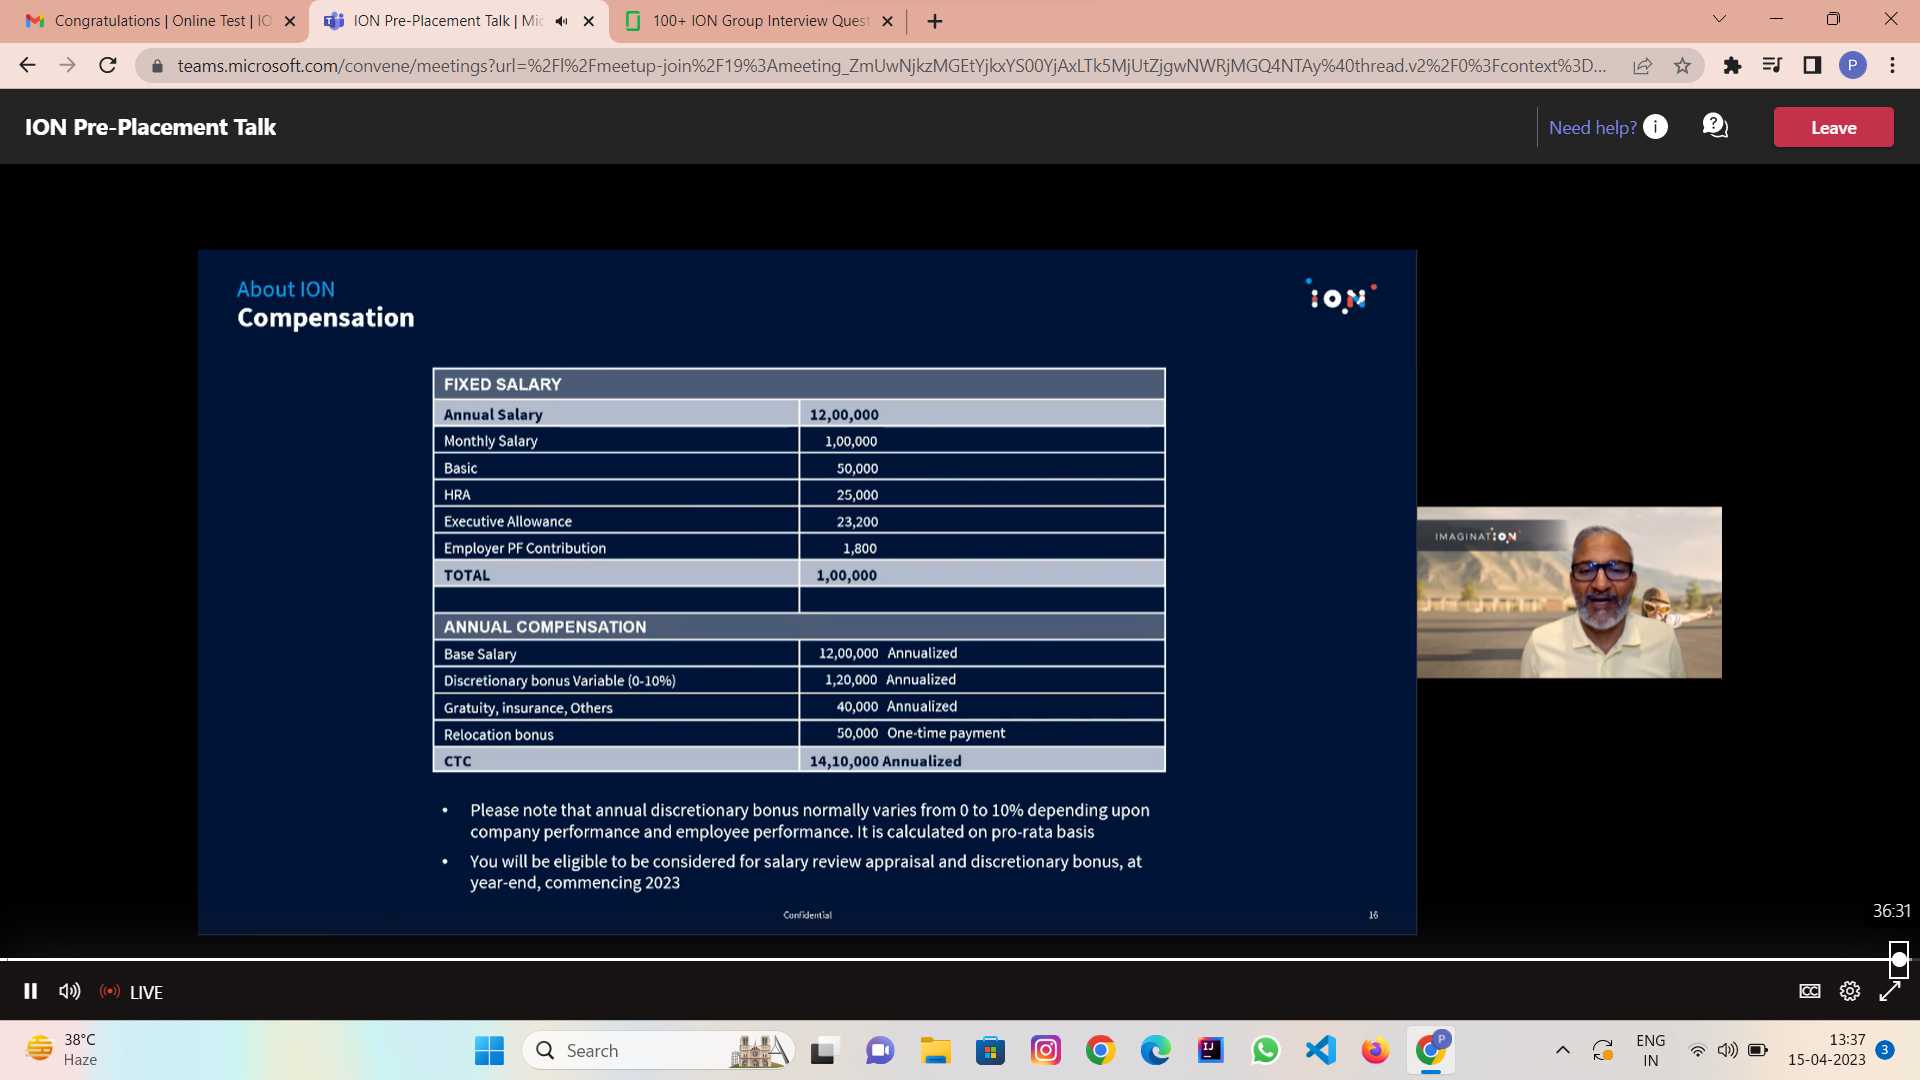 Congratulations | Online Test | IO
ION Pre-Placement Talk | Mic
100+ ION Group Interview Quest
teams.microsoft.com/convene/meetings?url=%2Fl%2Fmeetup-join%2F19%3Ameeting_ZmUwNjkzMGEtYjkxYS00YjAxLTk5MjUtZjgwNWRjMGQ4NTAy%40thread.v2%2F0%3Fcontext%3D...
P
ION Pre-Placement Talk
Need help?
Leave
About ION
Compensation
ION
FIXED SALARY
Annual Salary 12,00,000
Monthly Salary 1,00,000
Basic 50,000
HRA 25,000
Executive Allowance 23,200
Employer PF Contribution 1,800
TOTAL 1,00,000
ANNUAL COMPENSATION
Base Salary 12,00,000 Annualized
Discretionary bonus Variable (0-10%) 1,20,000 Annualized
Gratuity, insurance, Others 40,000 Annualized
Relocation bonus 50,000 One-time payment
CTC 14,10,000 Annualized
• Please note that annual discretionary bonus normally varies from 0 to 10% depending upon
company performance and employee performance. It is calculated on pro-rata basis
• You will be eligible to be considered for salary review appraisal and discretionary bonus, at
year-end, commencing 2023
Confidential
16
IMAGINATION
36:31
LIVE
CC
38°C
Haze
Search
IJ
P
ENG
IN
13:37
15-04-2023
3